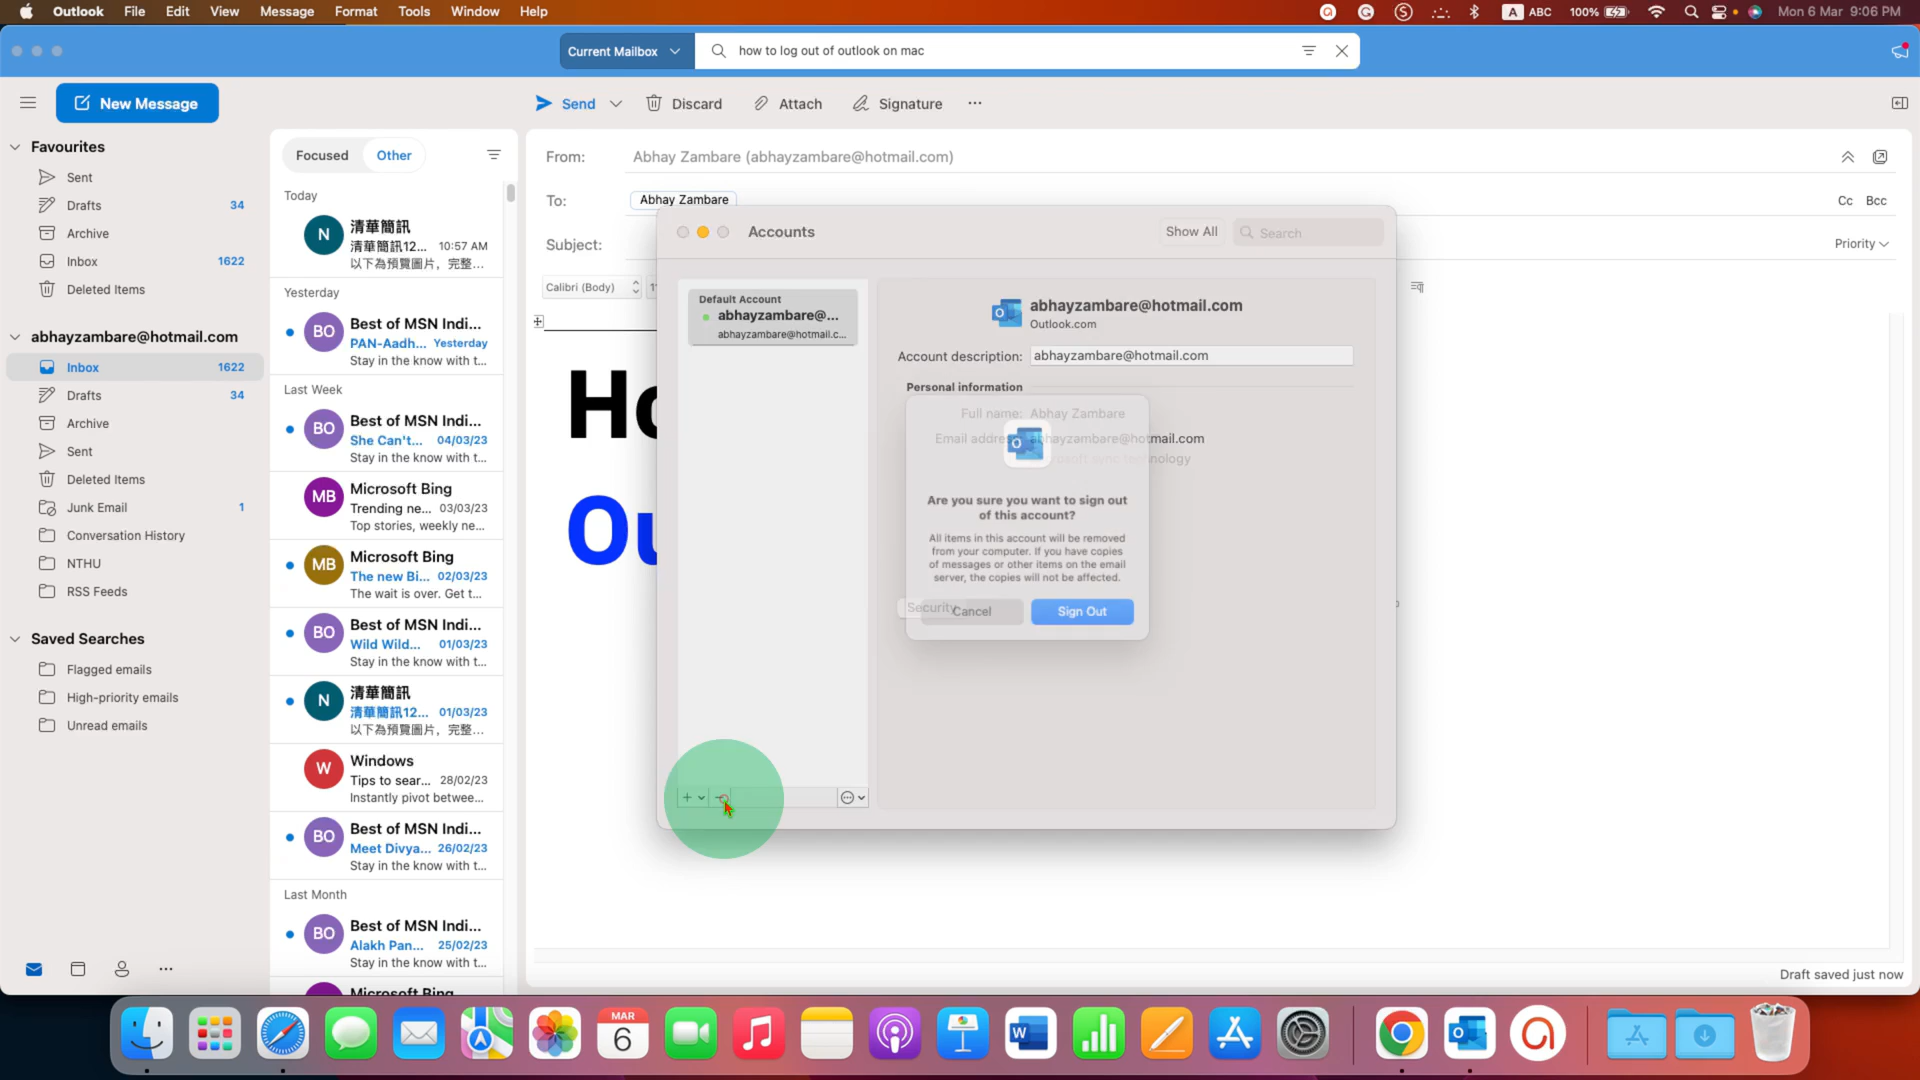 Outlook File Edit View Message Format Tools Window Help
A ABC 100% Mon 6 Mar 9:06 PM
Current Mailbox how to log out of outlook on mac
New Message
Send Discard Attach Signature ...
Favourites
Sent
Drafts 34
Archive
Inbox 1622
Deleted Items
abhayzambare@hotmail.com
Inbox 1622
Drafts 34
Archive
Sent
Deleted Items
Junk Email 1
Conversation History
NTHU
RSS Feeds
Saved Searches
Flagged emails
High-priority emails
Unread emails
Focused Other
Today
N 清華簡訊
清華簡訊12... 10:57 AM
以下為預覽圖片，完整...
Yesterday
BO Best of MSN Indi...
PAN-Aadh... Yesterday
Stay in the know with t...
Last Week
BO Best of MSN Indi...
She Can't... 04/03/23
Stay in the know with t...
MB Microsoft Bing
Trending ne... 03/03/23
Top stories, weekly ne...
MB Microsoft Bing
The new Bi... 02/03/23
The wait is over. Get t...
BO Best of MSN Indi...
Wild Wild... 01/03/23
Stay in the know with t...
N 清華簡訊
清華簡訊12... 01/03/23
以下為預覽圖片，完整...
W Windows
Tips to sear... 28/02/23
Instantly pivot betwee...
BO Best of MSN Indi...
Meet Divya... 26/02/23
Stay in the know with t...
Last Month
BO Best of MSN Indi...
Alakh Pan... 25/02/23
Stay in the know with t...
Microsoft Bing
From: Abhay Zambare (abhayzambare@hotmail.com)
To: Abhay Zambare Cc Bcc
Subject: Priority
Calibri (Body)
Accounts Show All Search
Default Account
abhayzambare@...
abhayzambare@hotmail.c...
abhayzambare@hotmail.com
Outlook.com
Account description: abhayzambare@hotmail.com
Personal information
Full name: Abhay Zambare
Are you sure you want to sign out
of this account?
All items in this account will be removed
from your computer. If you have copies
of messages or other items on the email
server, the copies will not be affected.
Security
Cancel Sign Out
Draft saved just now
MAR
6